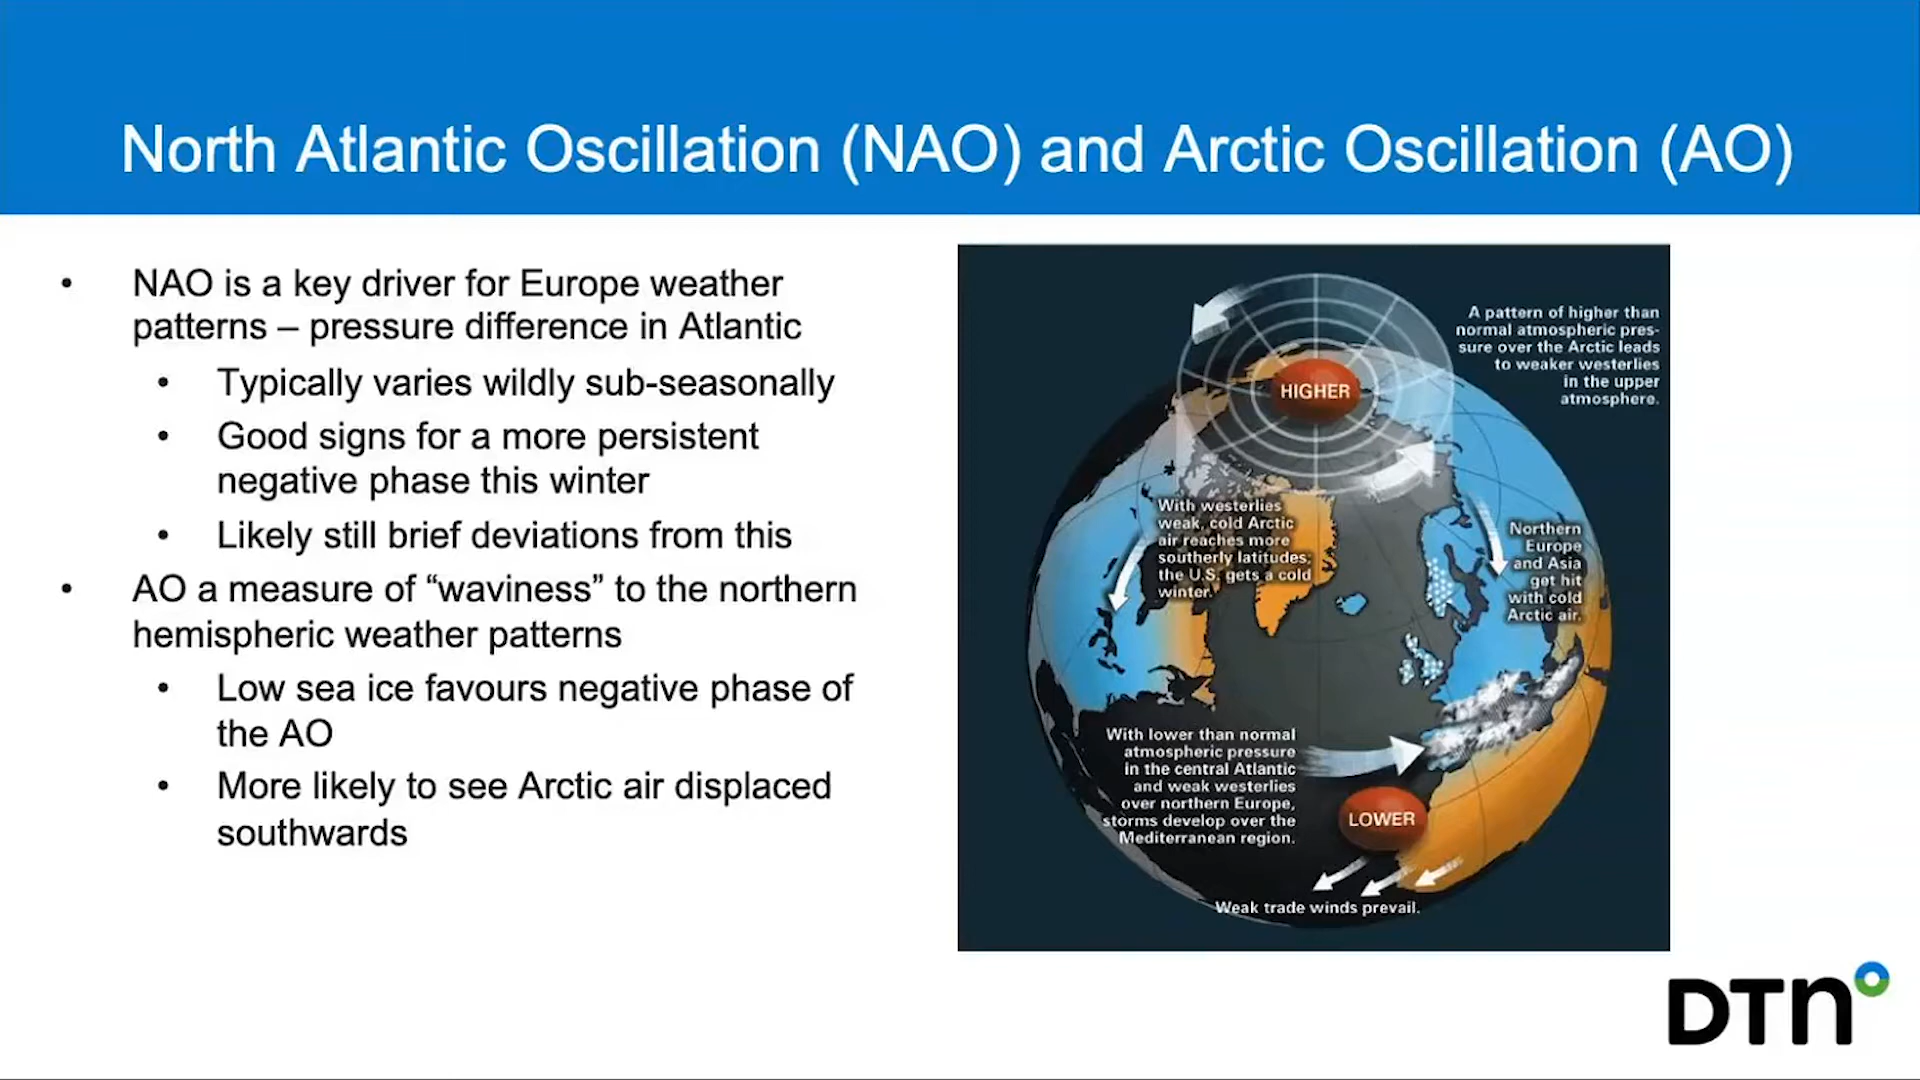 North Atlantic Oscillation (NAO) and Arctic Oscillation (AO)
• NAO is a key driver for Europe weather
patterns – pressure difference in Atlantic
• Typically varies wildly sub-seasonally
• Good signs for a more persistent
negative phase this winter
• Likely still brief deviations from this
• AO a measure of “waviness” to the northern
hemispheric weather patterns
• Low sea ice favours negative phase of
the AO
• More likely to see Arctic air displaced
southwards
HIGHER
A pattern of higher than
normal atmospheric pres-
sure over the Arctic leads
to weaker westerlies
in the upper
atmosphere.
With westerlies
weak, cold Arctic
air reaches more
southerly latitudes;
the U.S. gets a cold
winter.
Northern
Europe
and Asia
get hit
with cold
Arctic air.
With lower than normal
atmospheric pressure
in the central Atlantic
and weak westerlies
over northern Europe,
storms develop over the
Mediterranean region.
LOWER
Weak trade winds prevail.
DTN